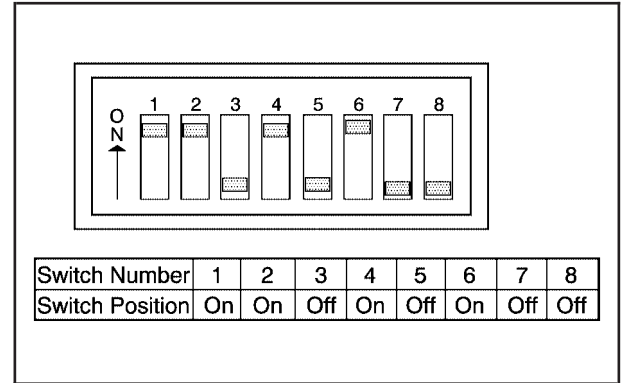 1 2 3 4 5 6 7 8
ON
Switch Number 1 2 3 4 5 6 7 8
Switch Position On On Off On Off On Off Off